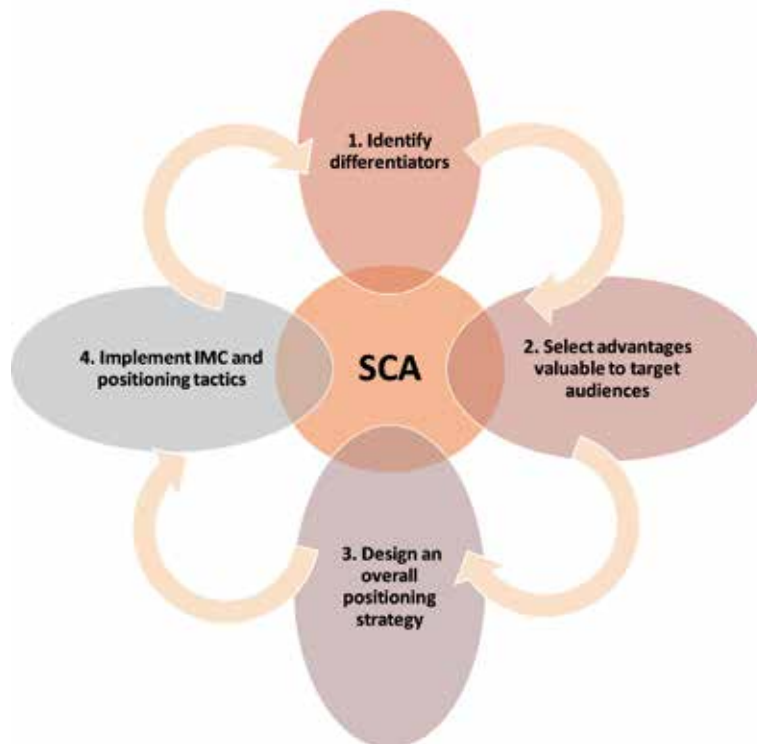 1. Identify
differentiators
2. Select advantages
valuable to target
audiences
3. Design an
overall
positioning
strategy
4. Implement IMC and
positioning tactics
SCA